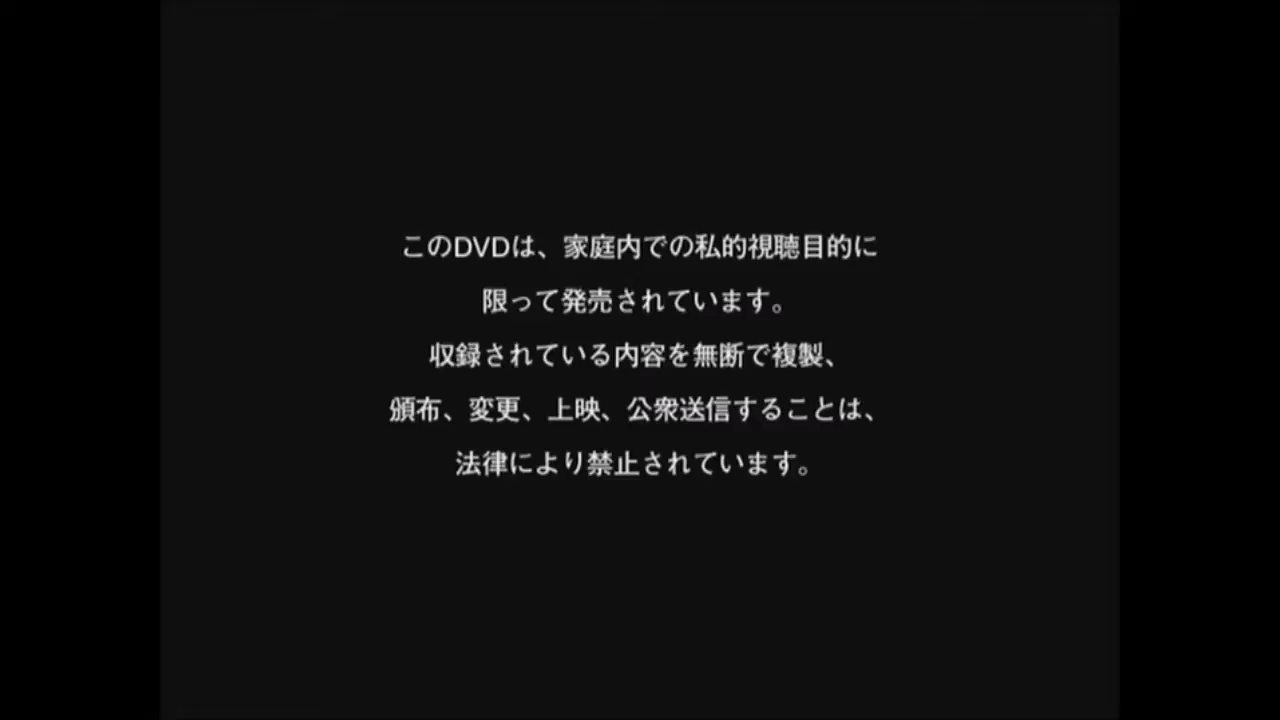 このDVDは、家庭内での私的視聴目的に
限って発売されています。
収録されている内容を無断で複製、
頒布、変更、上映、公衆送信することは、
法律により禁止されています。